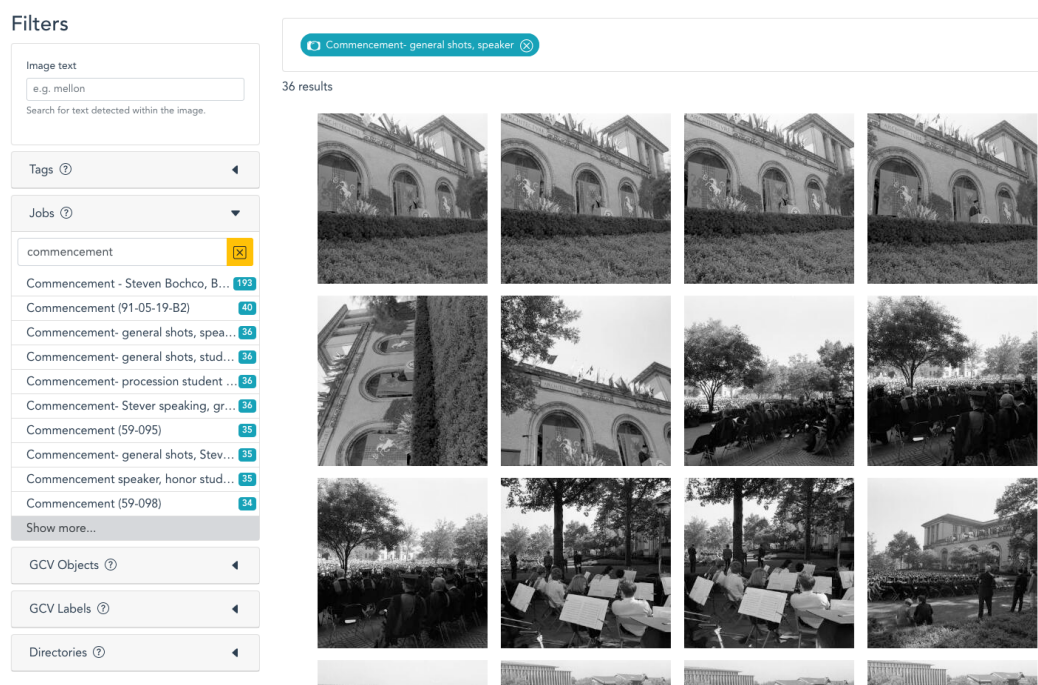 Filters
Image text
e.g. mellon
Search for text detected within the image.
Tags ?
Jobs ?
commencement
Commencement - Steven Bochco, B... 193
Commencement (91-05-19-B2) 40
Commencement- general shots, spea... 36
Commencement- general shots, stud... 36
Commencement- procession student ... 36
Commencement- Stever speaking, gr... 36
Commencement (59-095) 35
Commencement- general shots, Stev... 35
Commencement speaker, honor stud... 35
Commencement (59-098) 34
Show more...
GCV Objects ?
GCV Labels ?
Directories ?
Commencement- general shots, speaker
36 results